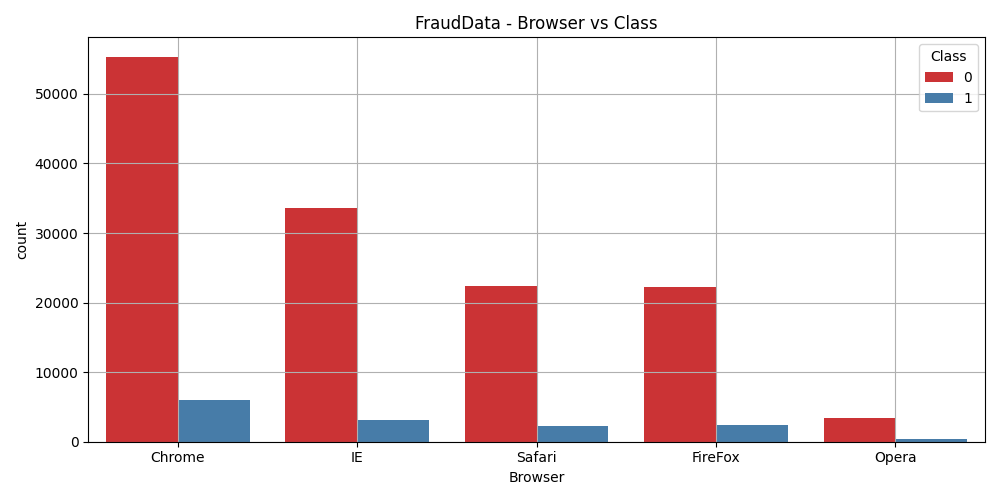 FraudData - Browser vs Class
Class
0
1
50000
40000
30000
20000
10000
0
count
Chrome
IE
Safari
FireFox
Opera
Browser